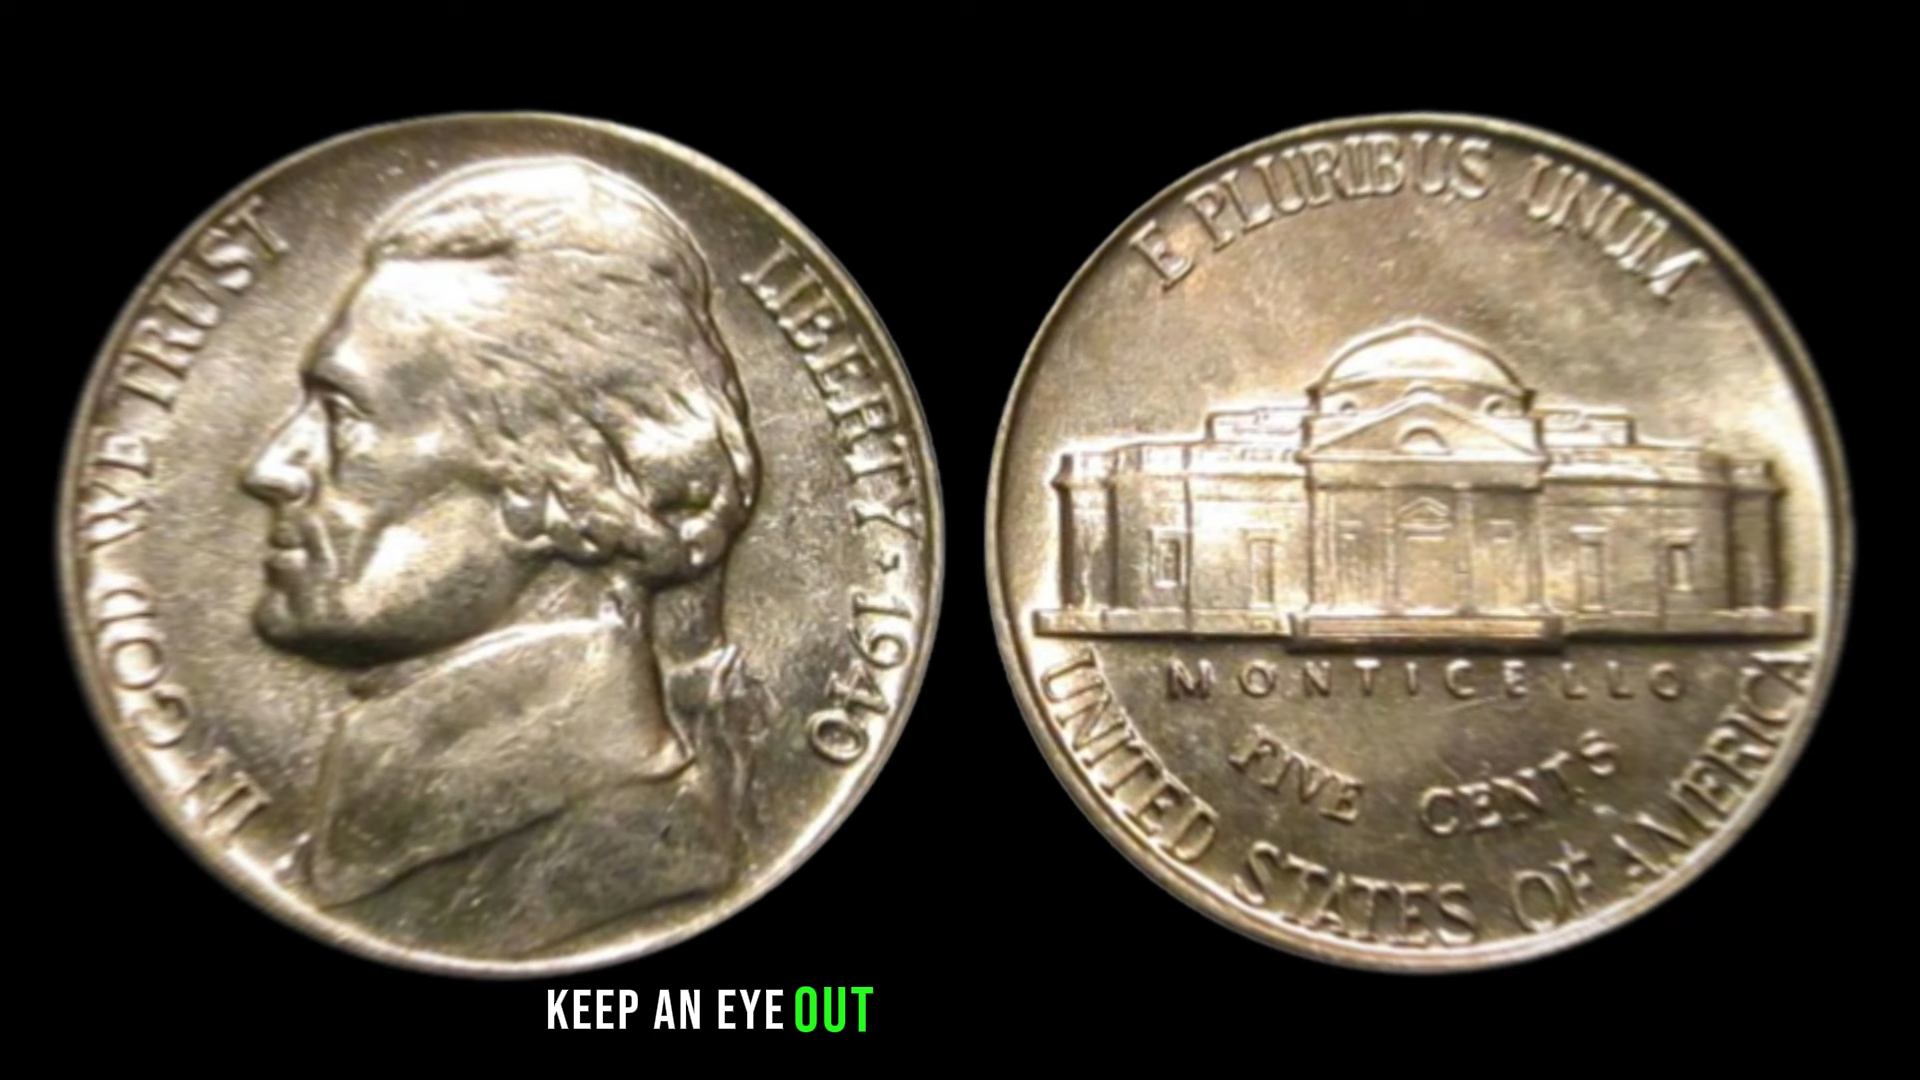 IN GOD WE TRUST
LIBERTY · 1940
E PLURIBUS UNUM
MONTICELLO
FIVE CENTS
UNITED STATES OF AMERICA
KEEP AN EYE OUT